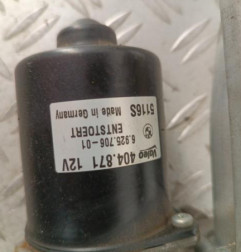 Valeo 404.871 12V
6.925.706-01
ENTSTOERT
5116S Made in Germany